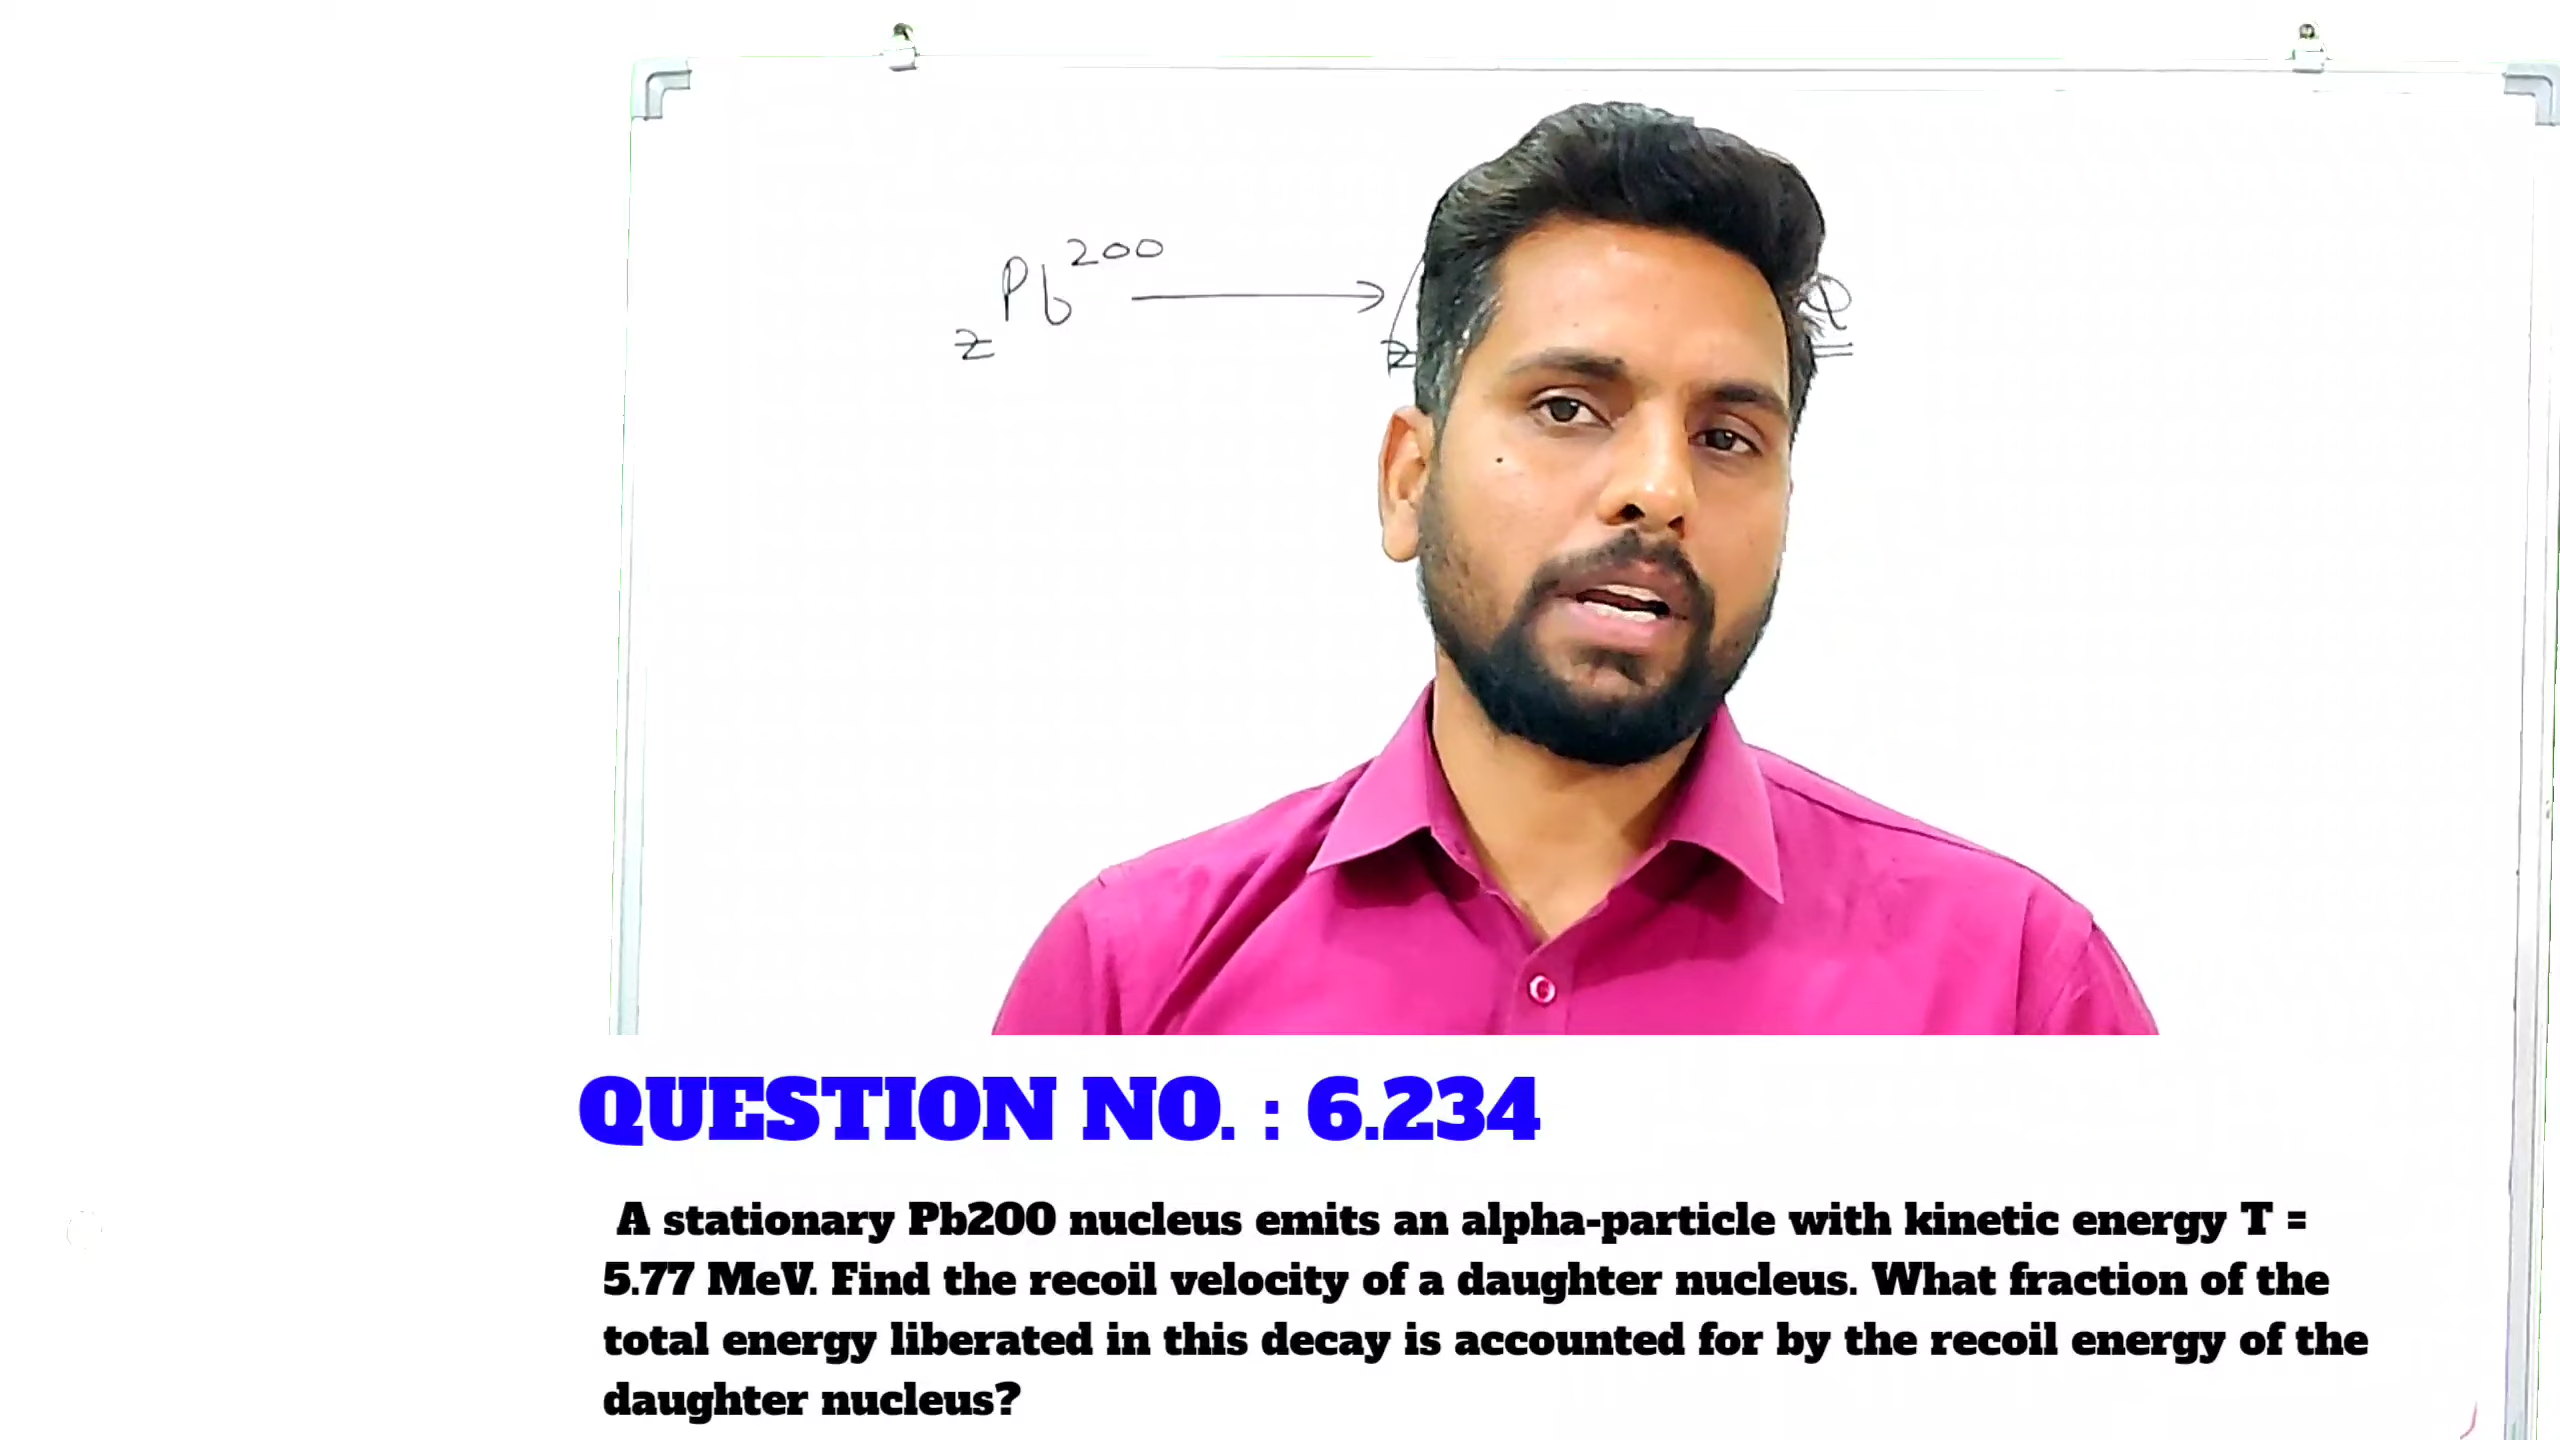 zPb200 → Q
QUESTION NO. : 6.234
A stationary Pb200 nucleus emits an alpha-particle with kinetic energy T =
5.77 MeV. Find the recoil velocity of a daughter nucleus. What fraction of the
total energy liberated in this decay is accounted for by the recoil energy of the
daughter nucleus?